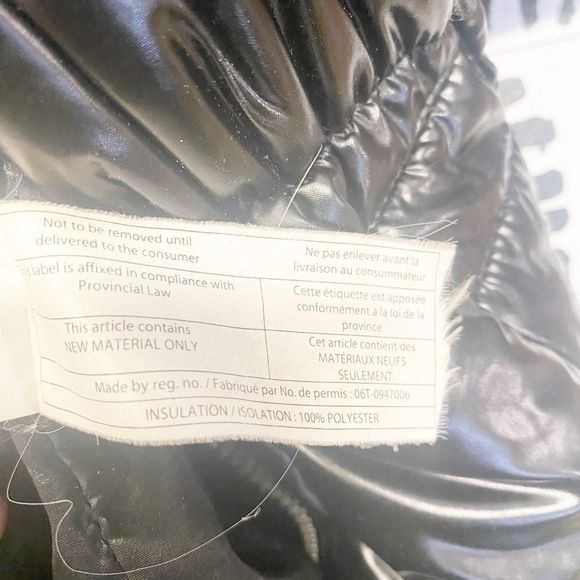 Not to be removed until
delivered to the consumer
Ne pas enlever avant la
livraison au consommateur
label is affixed in compliance with
Provincial Law
Cette étiquette est apposée
conformément à la loi de la
province
This article contains
NEW MATERIAL ONLY
Cet article contient des
MATÉRIAUX NEUFS
SEULEMENT
Made by reg. no. / Fabriqué par No. de permis : 06T-0947006
INSULATION / ISOLATION : 100% POLYESTER